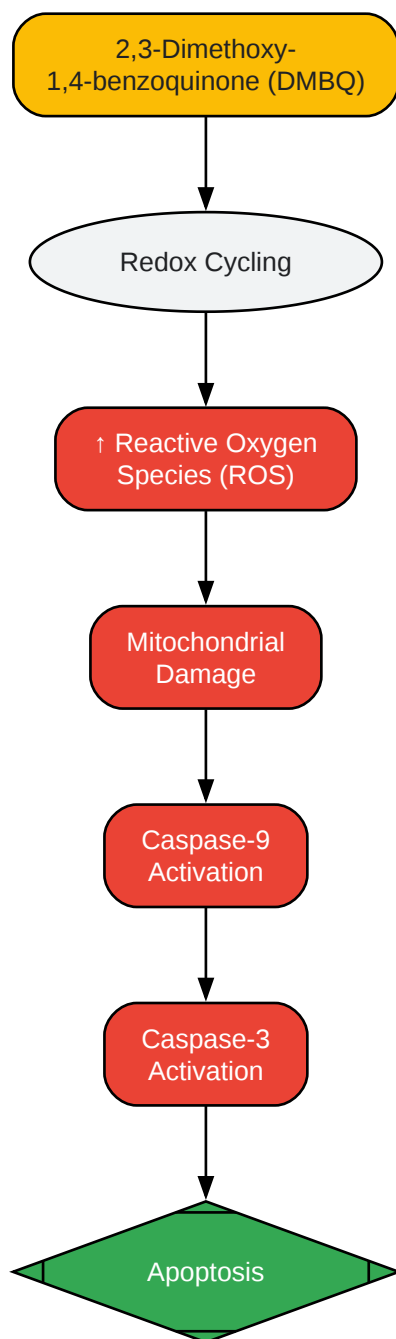 2,3-Dimethoxy-
1,4-benzoquinone (DMBQ)
Redox Cycling
↑ Reactive Oxygen
Species (ROS)
Mitochondrial
Damage
Caspase-9
Activation
Caspase-3
Activation
Apoptosis